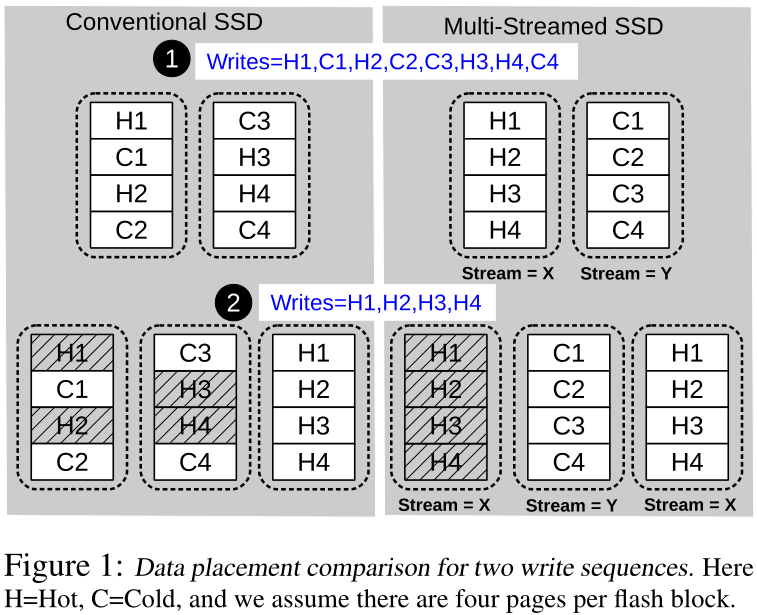 Conventional SSD
Multi-Streamed SSD
1
Writes=H1,C1,H2,C2,C3,H3,H4,C4
H1
C1
H2
C2
C3
H3
H4
C4
H1
H2
H3
H4
C1
C2
C3
C4
Stream = X
Stream = Y
2
Writes=H1,H2,H3,H4
H1
C1
H2
C2
C3
H3
H4
C4
H1
H2
H3
H4
H1
H2
H3
H4
C1
C2
C3
C4
H1
H2
H3
H4
Stream = X
Stream = Y
Stream = X
Figure 1: Data placement comparison for two write sequences. Here
H=Hot, C=Cold, and we assume there are four pages per flash block.